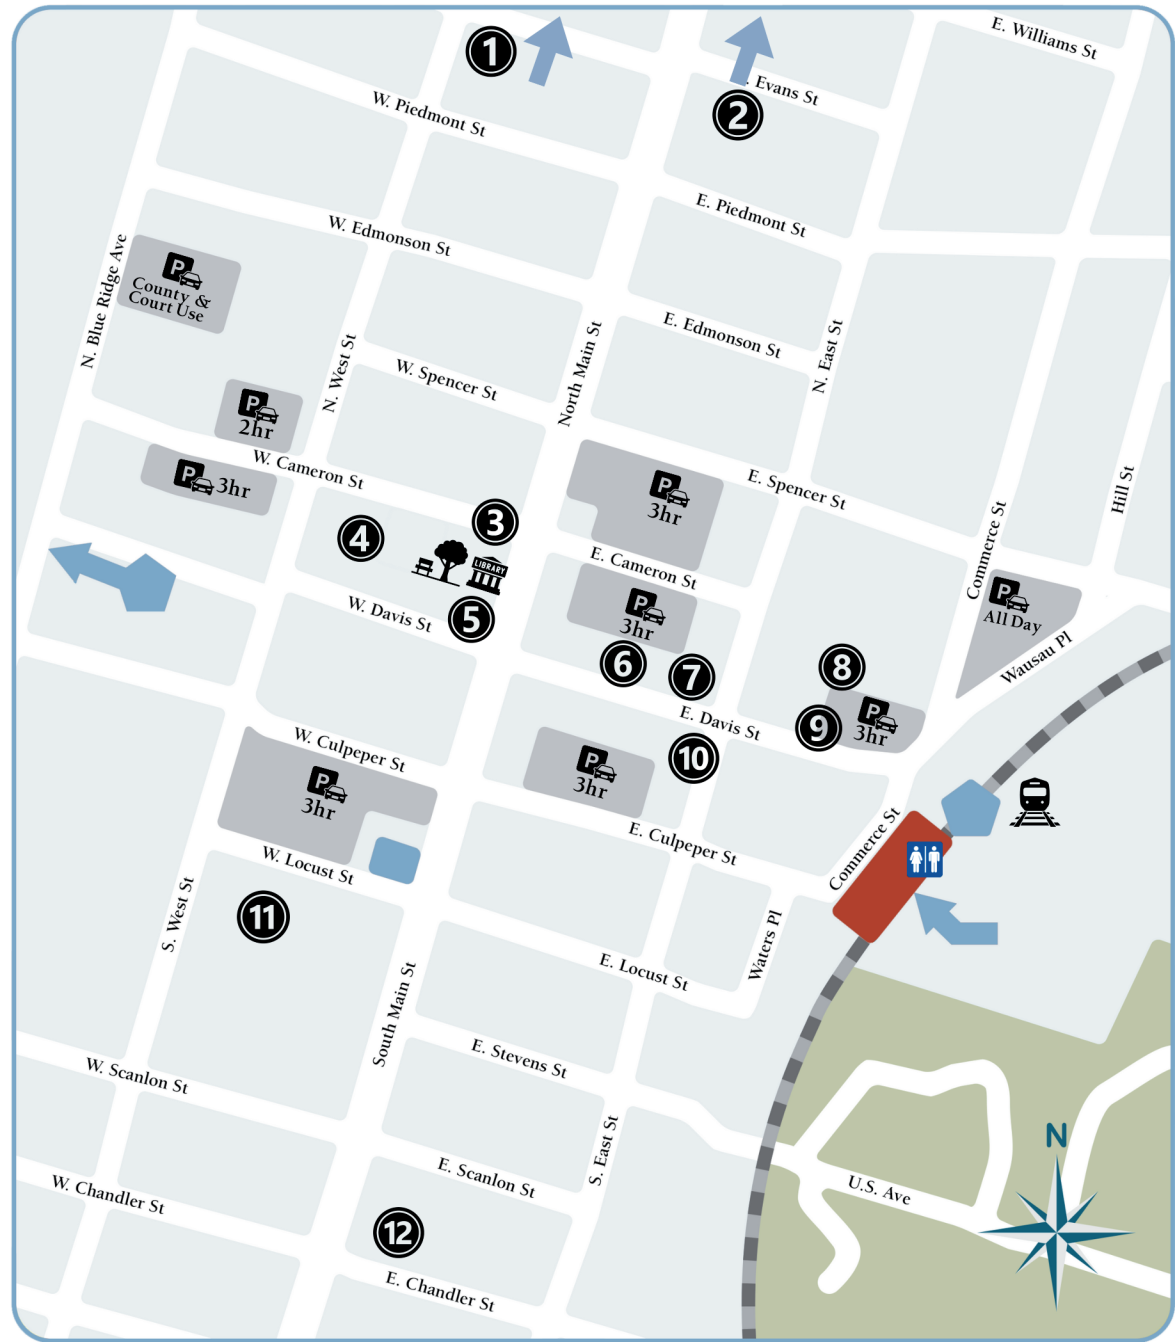 E. Williams St
1
2
. Evans St
W. Piedmont St
E. Piedmont St
W. Edmonson St
N. Blue Ridge Ave
P
County &
Court Use
E. Edmonson St
North Main St
N. East St
N. West St
W. Spencer St
P
2hr
W. Cameron St
P
3hr
P
3hr
E. Spencer St
Hill St
Commerce St
3
4
LIBRARY
E. Cameron St
P
All Day
P
3hr
W. Davis St
5
Wausau Pl
6
7
8
E. Davis St
9
P
3hr
W. Culpeper St
10
P
3hr
P
3hr
Commerce St
E. Culpeper St
W. Locust St
S. West St
11
Waters Pl
E. Locust St
South Main St
E. Stevens St
W. Scanlon St
S. East St
N
E. Scanlon St
W. Chandler St
U.S. Ave
12
E. Chandler St